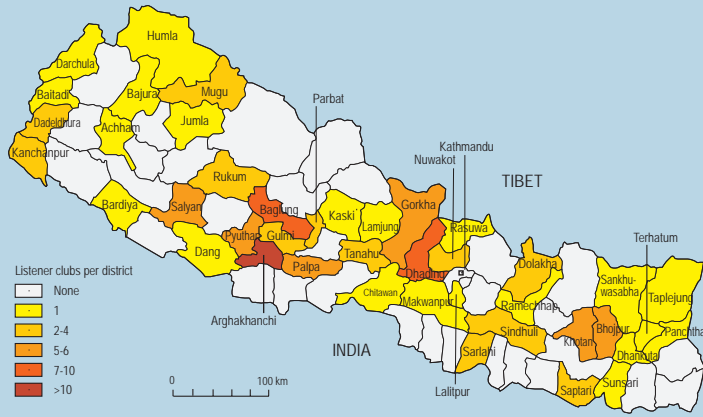 Humla
Darchula
Baitadi
Bajura
Mugu
Parbat
Dadeldhura
Achham
Jumla
Kathmandu
Nuwakot
Kanchanpur
TIBET
Rukum
Bardiya
Salyan
Baglung
Kaski
Gorkha
Lamjung
Rasuwa
Terhatum
Pyuthan
Gulmi
Dang
Tanahu
Dolakha
Palpa
Dhading
Sankhu-
wasabha
Taplejung
Listener clubs per district
None
1
2-4
5-6
7-10
>10
Chitawan
Makwanpur
Ramechhap
Arghakhanchi
Sindhuli
Khotan
Bhojpur
Panchtha
INDIA
Sarlahi
Dhankuta
Lalitpur
Saptari
Sunsari
0
100 km